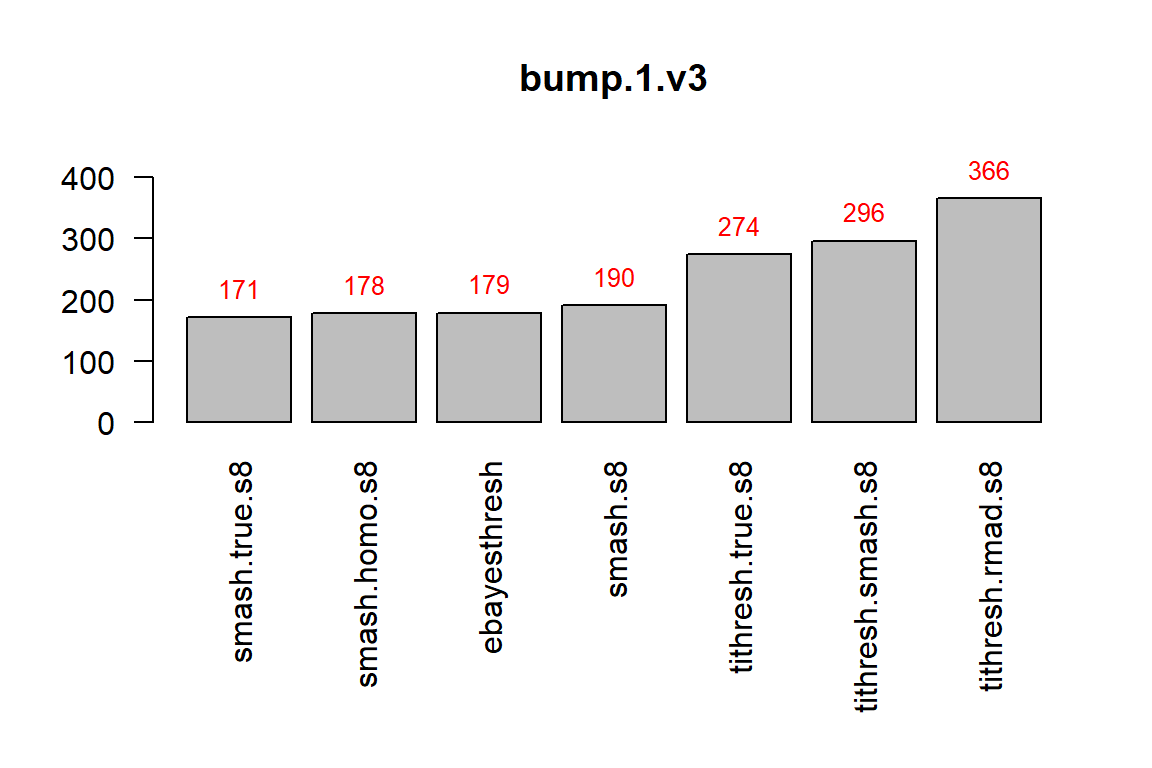 bump.1.v3
400
300
200
100
0
171
178
179
190
274
296
366
smash.true.s8
smash.homo.s8
ebayesthresh
smash.s8
tithresh.true.s8
tithresh.smash.s8
tithresh.rmad.s8